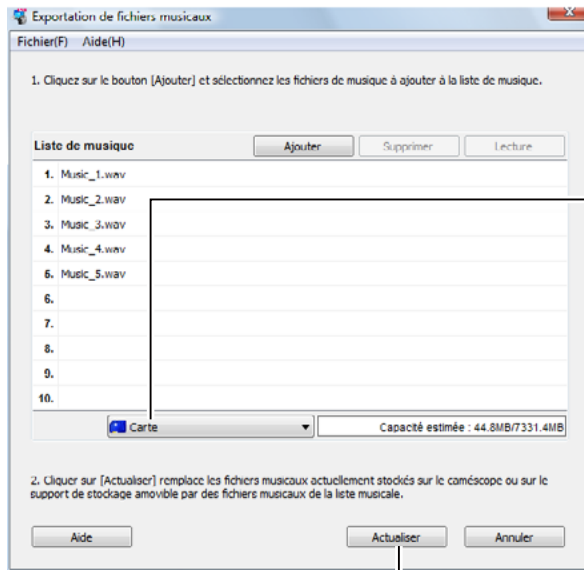 Exportation de fichiers musicaux
Fichier(F) Aide(H)
1. Cliquez sur le bouton [Ajouter] et sélectionnez les fichiers de musique à ajouter à la liste de musique.
Liste de musique Ajouter Supprimer Lecture
1. Music_1.wav
2. Music_2.wav
3. Music_3.wav
4. Music_4.wav
5. Music_5.wav
6.
7.
8.
9.
10.
Carte Capacité estimée : 44.8MB/7331.4MB
2. Cliquer sur [Actualiser] remplace les fichiers musicaux actuellement stockés sur le caméscope ou sur le
support de stockage amovible par des fichiers musicaux de la liste musicale.
Aide Actualiser Annuler